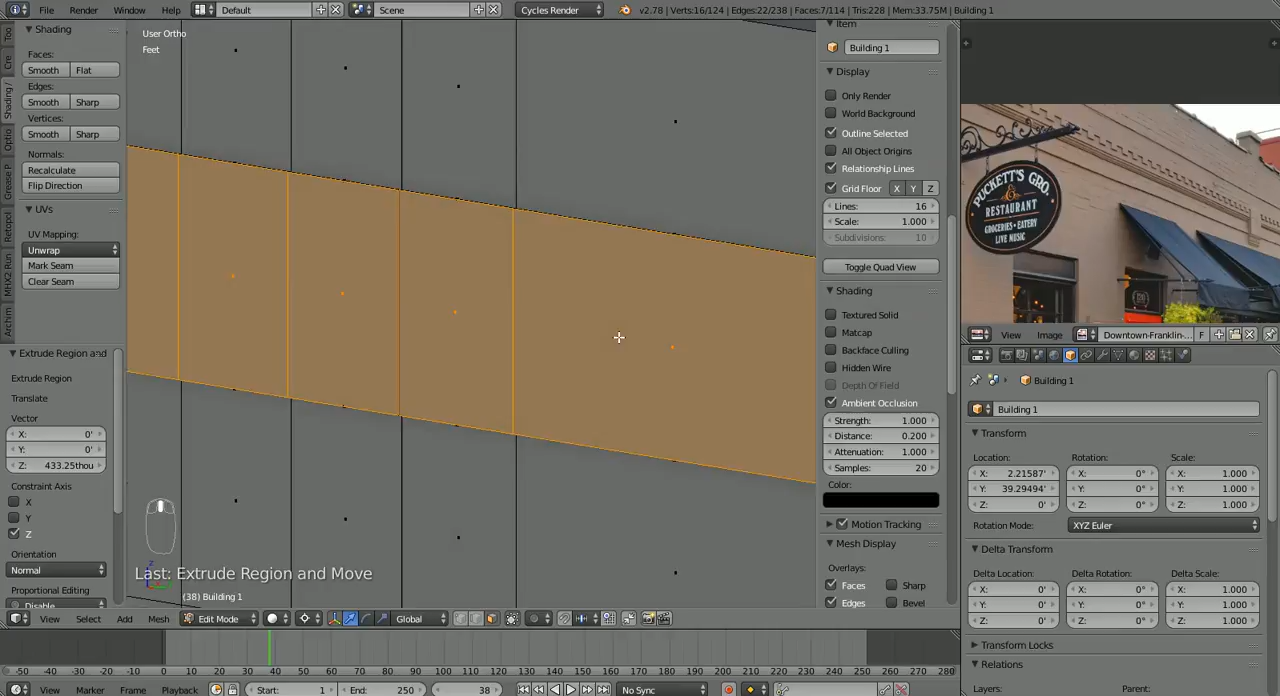 File Render Window Help Default Scene Cycles Render v2.78 | Verts:16/124 | Edges:22/238 | Faces:7/114 | Tris:228 | Mem:33.75M | Building 1
Shading
Faces:
Smooth Flat
Edges:
Smooth Sharp
Vertices:
Smooth Sharp
Normals:
Recalculate
Flip Direction
UVs
UV Mapping:
Unwrap
Mark Seam
Clear Seam
Too
Cre
Shading /
Optio
Grease P
Retopol
MHX2 Run
Archim
Extrude Region and
Extrude Region
Translate
Vector
X: 0'
Y: 0'
Z: 433.25thou
Constraint Axis
X
Y
Z
Orientation
Normal
Proportional Editing
Disable
User Ortho
Feet
Last: Extrude Region and Move
(38) Building 1
Item
Building 1
Display
Only Render
World Background
Outline Selected
All Object Origins
Relationship Lines
Grid Floor X Y Z
Lines: 16
Scale: 1.000
Subdivisions: 10
Toggle Quad View
Shading
Textured Solid
Matcap
Backface Culling
Hidden Wire
Depth Of Field
Ambient Occlusion
Strength: 1.000
Distance: 0.200
Attenuation: 1.000
Samples: 20
Color:
Motion Tracking
Mesh Display
Overlays:
Faces Sharp
Edges Bevel
PUCKETT'S GRO.
&
RESTAURANT
GROCERIES • EATERY
LIVE MUSIC
View Image Downtown-Franklin-... F
Building 1
Building 1
Transform
Location: Rotation: Scale:
X: 2.21587' X: 0° X: 1.000
Y: 39.29494' Y: 0° Y: 1.000
Z: 0' Z: 0° Z: 1.000
Rotation Mode: XYZ Euler
Delta Transform
Delta Location: Delta Rotation: Delta Scale:
X: 0' X: 0° X: 1.000
Y: 0' Y: 0° Y: 1.000
Z: 0' Z: 0° Z: 1.000
Transform Locks
Relations
Layers: Parent:
View Select Add Mesh Edit Mode Global
-50 -40 -30 -20 -10 0 10 20 30 40 50 60 70 80 90 100 110 120 130 140 150 160 170 180 190 200 210 220 230 240 250 260 270 280
View Marker Frame Playback Start: 1 End: 250 38 No Sync